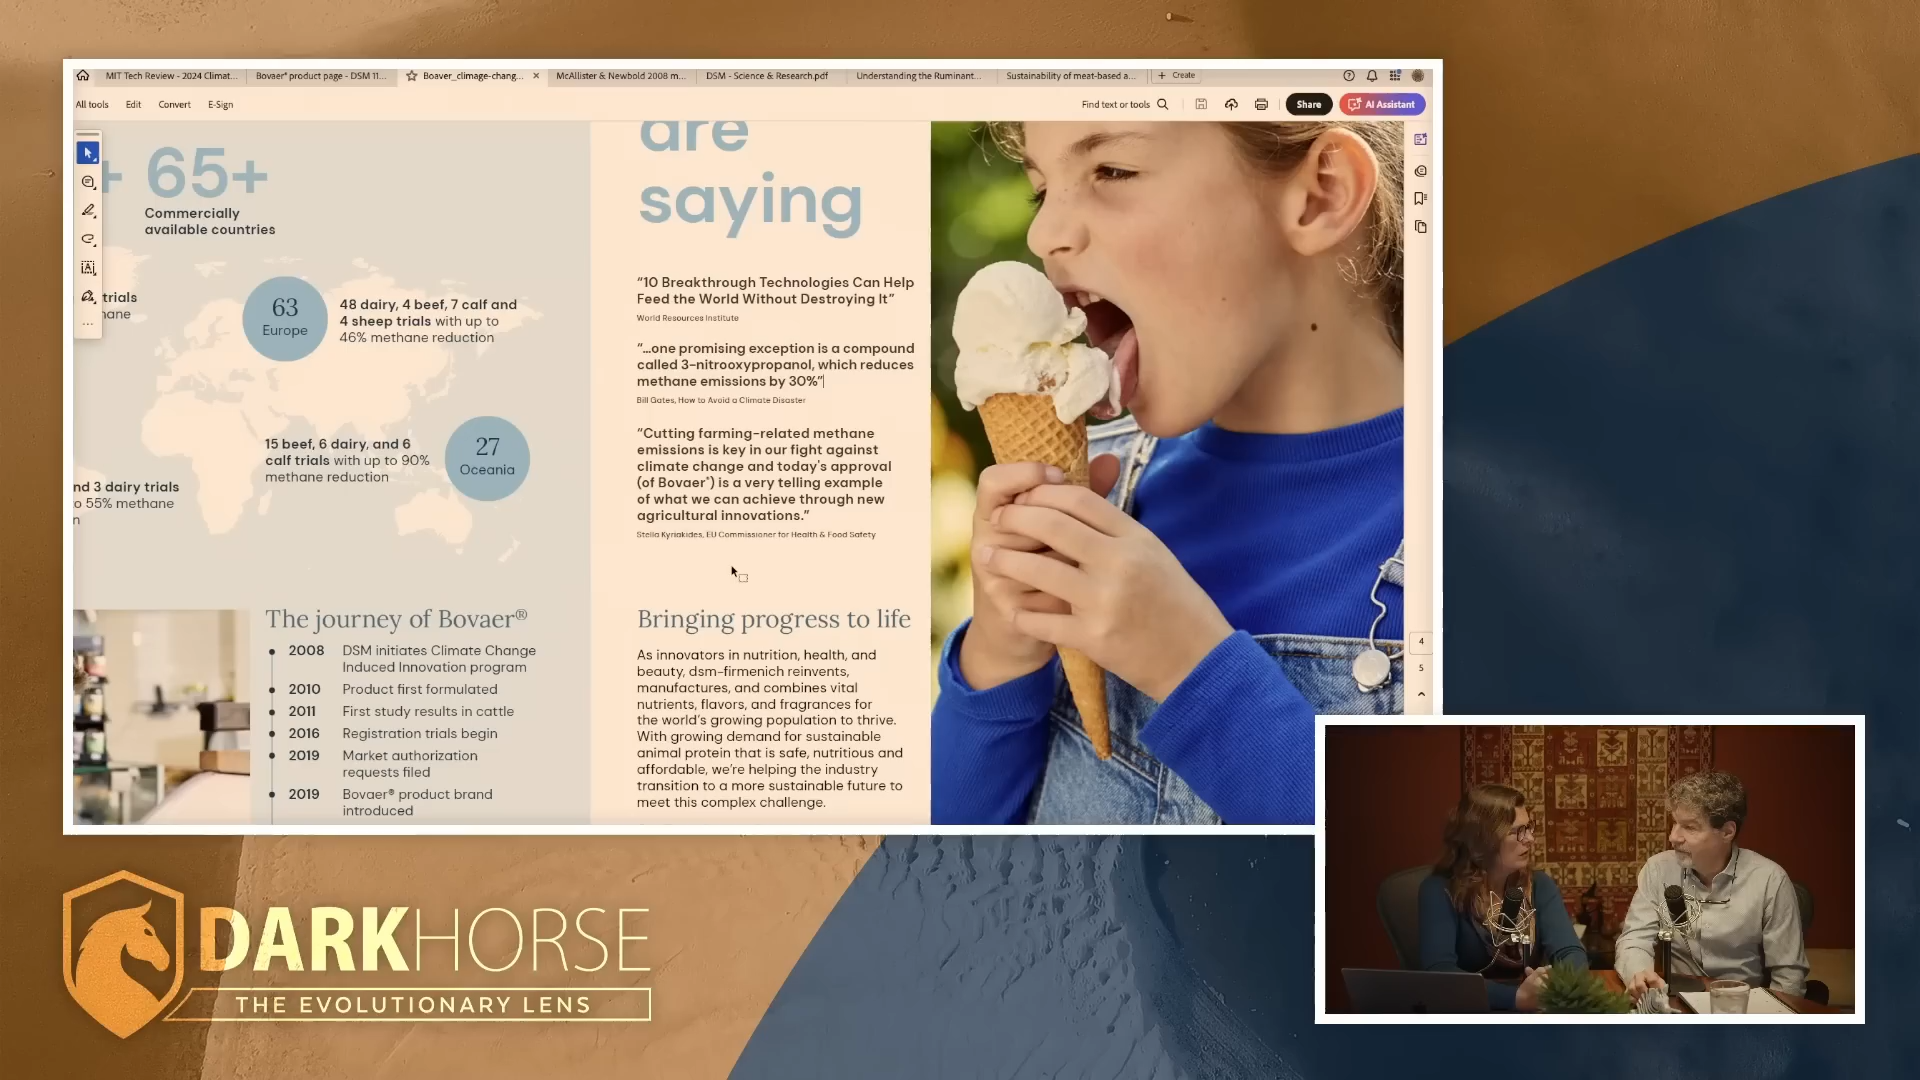 MIT Tech Review - 2024 Climat...
Bovaer® product page - DSM 11...
Boaver_climage-chang...
McAllister & Newbold 2008 m...
DSM - Science & Research.pdf
Understanding the Ruminant...
Sustainability of meat-based a...
Create
All tools
Edit
Convert
E-Sign
Find text or tools
Share
AI Assistant
+
65+
Commercially
available countries
trials
hane
63
Europe
48 dairy, 4 beef, 7 calf and
4 sheep trials with up to
46% methane reduction
15 beef, 6 dairy, and 6
calf trials with up to 90%
methane reduction
27
Oceania
nd 3 dairy trials
o 55% methane
n
The journey of Bovaer®
2008 DSM initiates Climate Change
Induced Innovation program
2010 Product first formulated
2011 First study results in cattle
2016 Registration trials begin
2019 Market authorization
requests filed
2019 Bovaer® product brand
introduced
are
saying
“10 Breakthrough Technologies Can Help
Feed the World Without Destroying It”
World Resources Institute
“...one promising exception is a compound
called 3-nitrooxypropanol, which reduces
methane emissions by 30%”
Bill Gates, How to Avoid a Climate Disaster
“Cutting farming-related methane
emissions is key in our fight against
climate change and today's approval
(of Bovaer®) is a very telling example
of what we can achieve through new
agricultural innovations.”
Stella Kyriakides, EU Commissioner for Health & Food Safety
Bringing progress to life
As innovators in nutrition, health, and
beauty, dsm-firmenich reinvents,
manufactures, and combines vital
nutrients, flavors, and fragrances for
the world's growing population to thrive.
With growing demand for sustainable
animal protein that is safe, nutritious and
affordable, we're helping the industry
transition to a more sustainable future to
meet this complex challenge.
4
5
DARKHORSE
THE EVOLUTIONARY LENS